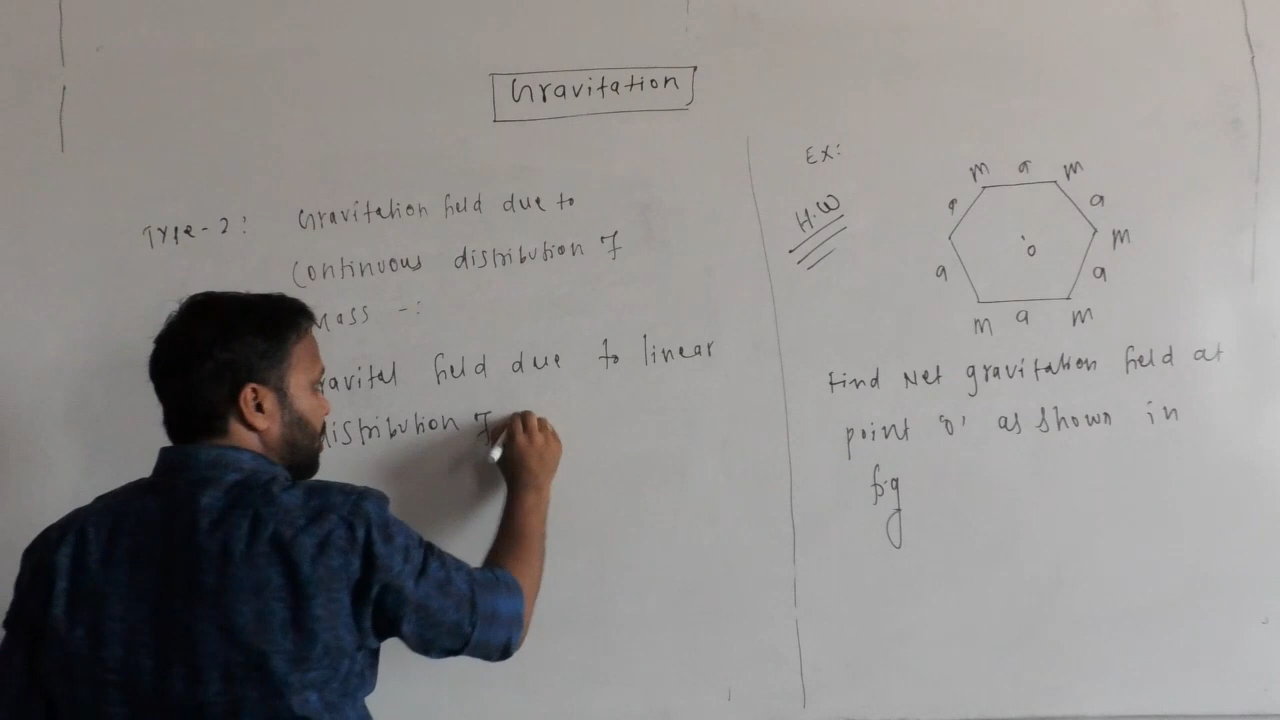 Gravitation
Type-2: Gravitation field due to
Continuous distribution of
mass -:
ravital field due to linear
distribution of
EX:
H.W
m a m
a a
m
o
a a
m a m
Find Net gravitation field at
point 'o' as shown in
fig